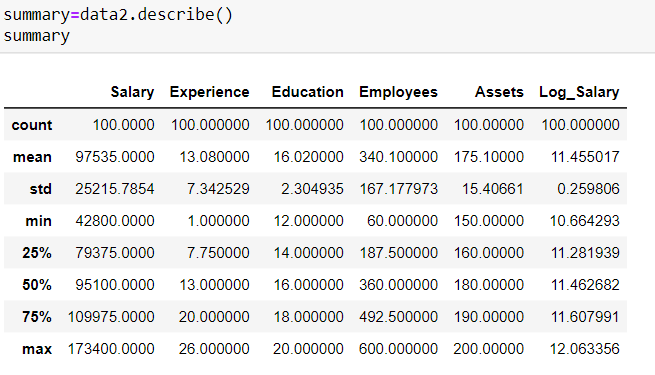 summary=data2.describe()
summary
Salary Experience Education Employees Assets Log_Salary
count 100.0000 100.000000 100.000000 100.000000 100.00000 100.000000
mean 97535.0000 13.080000 16.020000 340.100000 175.10000 11.455017
std 25215.7854 7.342529 2.304935 167.177973 15.40661 0.259806
min 42800.0000 1.000000 12.000000 60.000000 150.00000 10.664293
25% 79375.0000 7.750000 14.000000 187.500000 160.00000 11.281939
50% 95100.0000 13.000000 16.000000 360.000000 180.00000 11.462682
75% 109975.0000 20.000000 18.000000 492.500000 190.00000 11.607991
max 173400.0000 26.000000 20.000000 600.000000 200.00000 12.063356